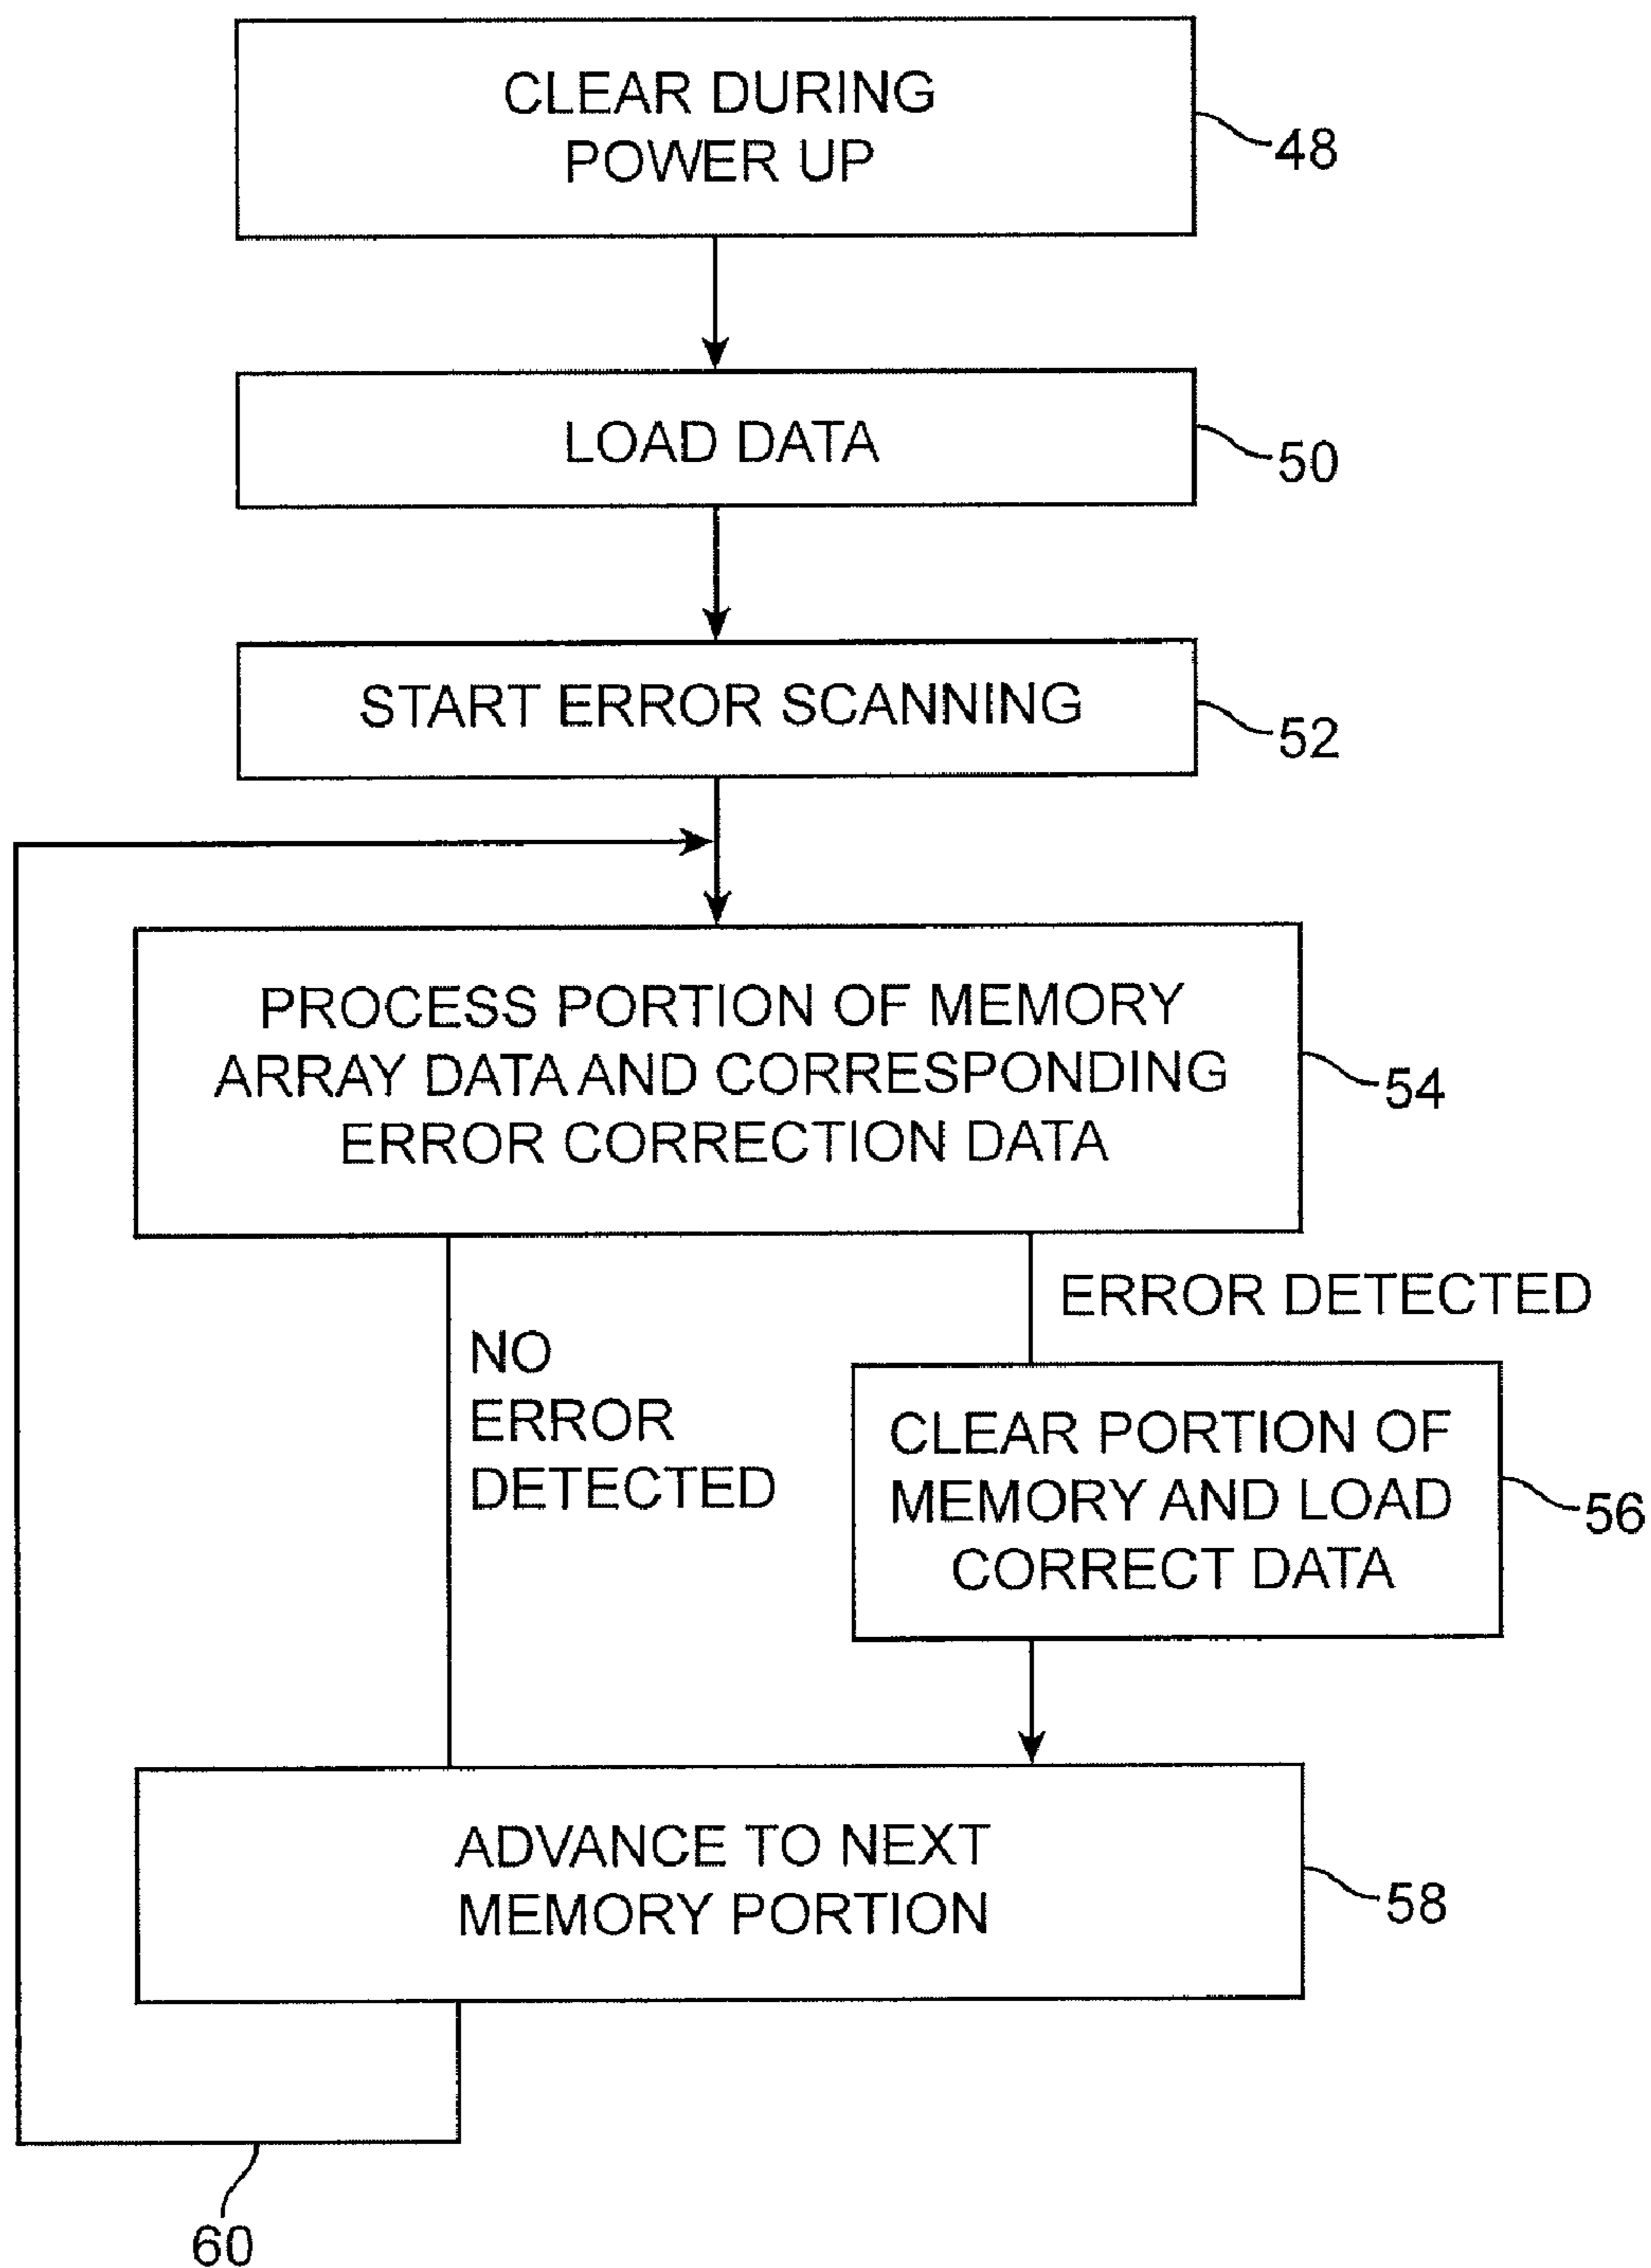 CLEAR DURING
POWER UP
48
LOAD DATA
50
START ERROR SCANNING
52
PROCESS PORTION OF MEMORY
ARRAY DATA AND CORRESPONDING
ERROR CORRECTION DATA
54
ERROR DETECTED
NO
ERROR
DETECTED
CLEAR PORTION OF
MEMORY AND LOAD
CORRECT DATA
56
ADVANCE TO NEXT
MEMORY PORTION
58
60